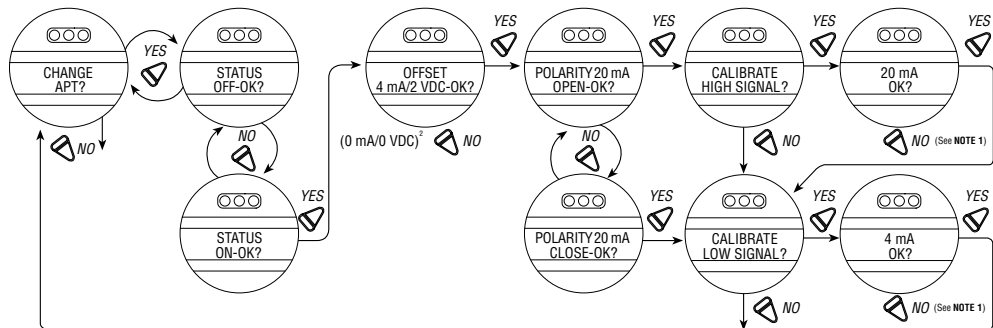 CHANGE
APT?
YES
NO
STATUS
OFF-OK?
NO
STATUS
ON-OK?
YES
OFFSET
4 mA/2 VDC-OK?
YES
(0 mA/0 VDC)²
NO
POLARITY 20 mA
OPEN-OK?
YES
NO
POLARITY 20 mA
CLOSE-OK?
YES
CALIBRATE
HIGH SIGNAL?
YES
NO
20 mA
OK?
YES
NO (See NOTE 1)
CALIBRATE
LOW SIGNAL?
YES
NO
4 mA
OK?
YES
NO (See NOTE 1)